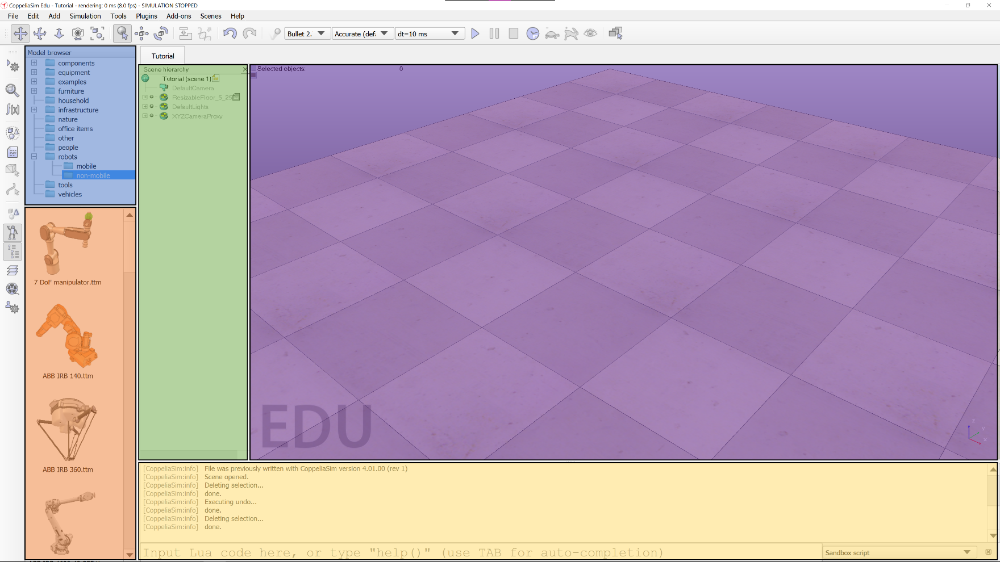 CoppeliaSim Edu - Tutorial - rendering: 0 ms (8.0 fps) - SIMULATION STOPPED
File Edit Add Simulation Tools Plugins Add-ons Scenes Help
Bullet 2. Accurate (def. dt=10 ms
Model browser
components
equipment
examples
furniture
household
infrastructure
nature
office items
other
people
robots
mobile
non-mobile
tools
vehicles
7 DoF manipulator.ttm
ABB IRB 140.ttm
ABB IRB 360.ttm
Tutorial
Scene hierarchy
Tutorial (scene 1)
DefaultCamera
ResizableFloor_5_25
DefaultLights
XYZCameraProxy
Selected objects: 0
EDU
Z
Y
X
[CoppeliaSim:info] File was previously written with CoppeliaSim version 4.01.00 (rev 1)
[CoppeliaSim:info] Scene opened.
[CoppeliaSim:info] Deleting selection...
[CoppeliaSim:info] done.
[CoppeliaSim:info] Executing undo...
[CoppeliaSim:info] done.
[CoppeliaSim:info] Deleting selection...
[CoppeliaSim:info] done.
Input Lua code here, or type "help()" (use TAB for auto-completion)
Sandbox script